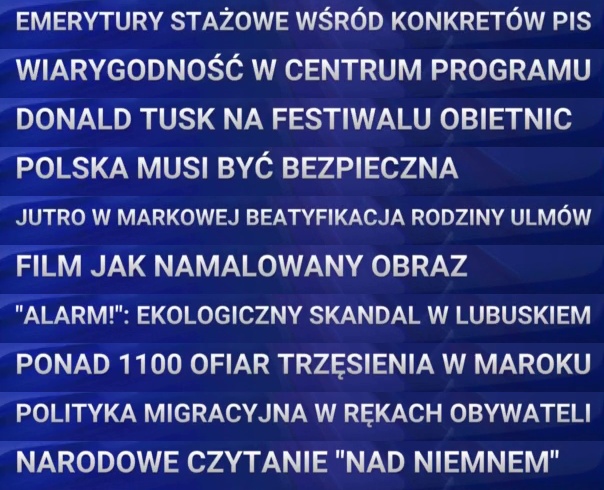 EMERYTURY STAŻOWE WŚRÓD KONKRETÓW PIS
WIARYGODNOŚĆ W CENTRUM PROGRAMU
DONALD TUSK NA FESTIWALU OBIETNIC
POLSKA MUSI BYĆ BEZPIECZNA
JUTRO W MARKOWEJ BEATYFIKACJA RODZINY ULMÓW
FILM JAK NAMALOWANY OBRAZ
"ALARM!": EKOLOGICZNY SKANDAL W LUBUSKIEM
PONAD 1100 OFIAR TRZĘSIENIA W MAROKU
POLITYKA MIGRACYJNA W RĘKACH OBYWATELI
NARODOWE CZYTANIE "NAD NIEMNEM"